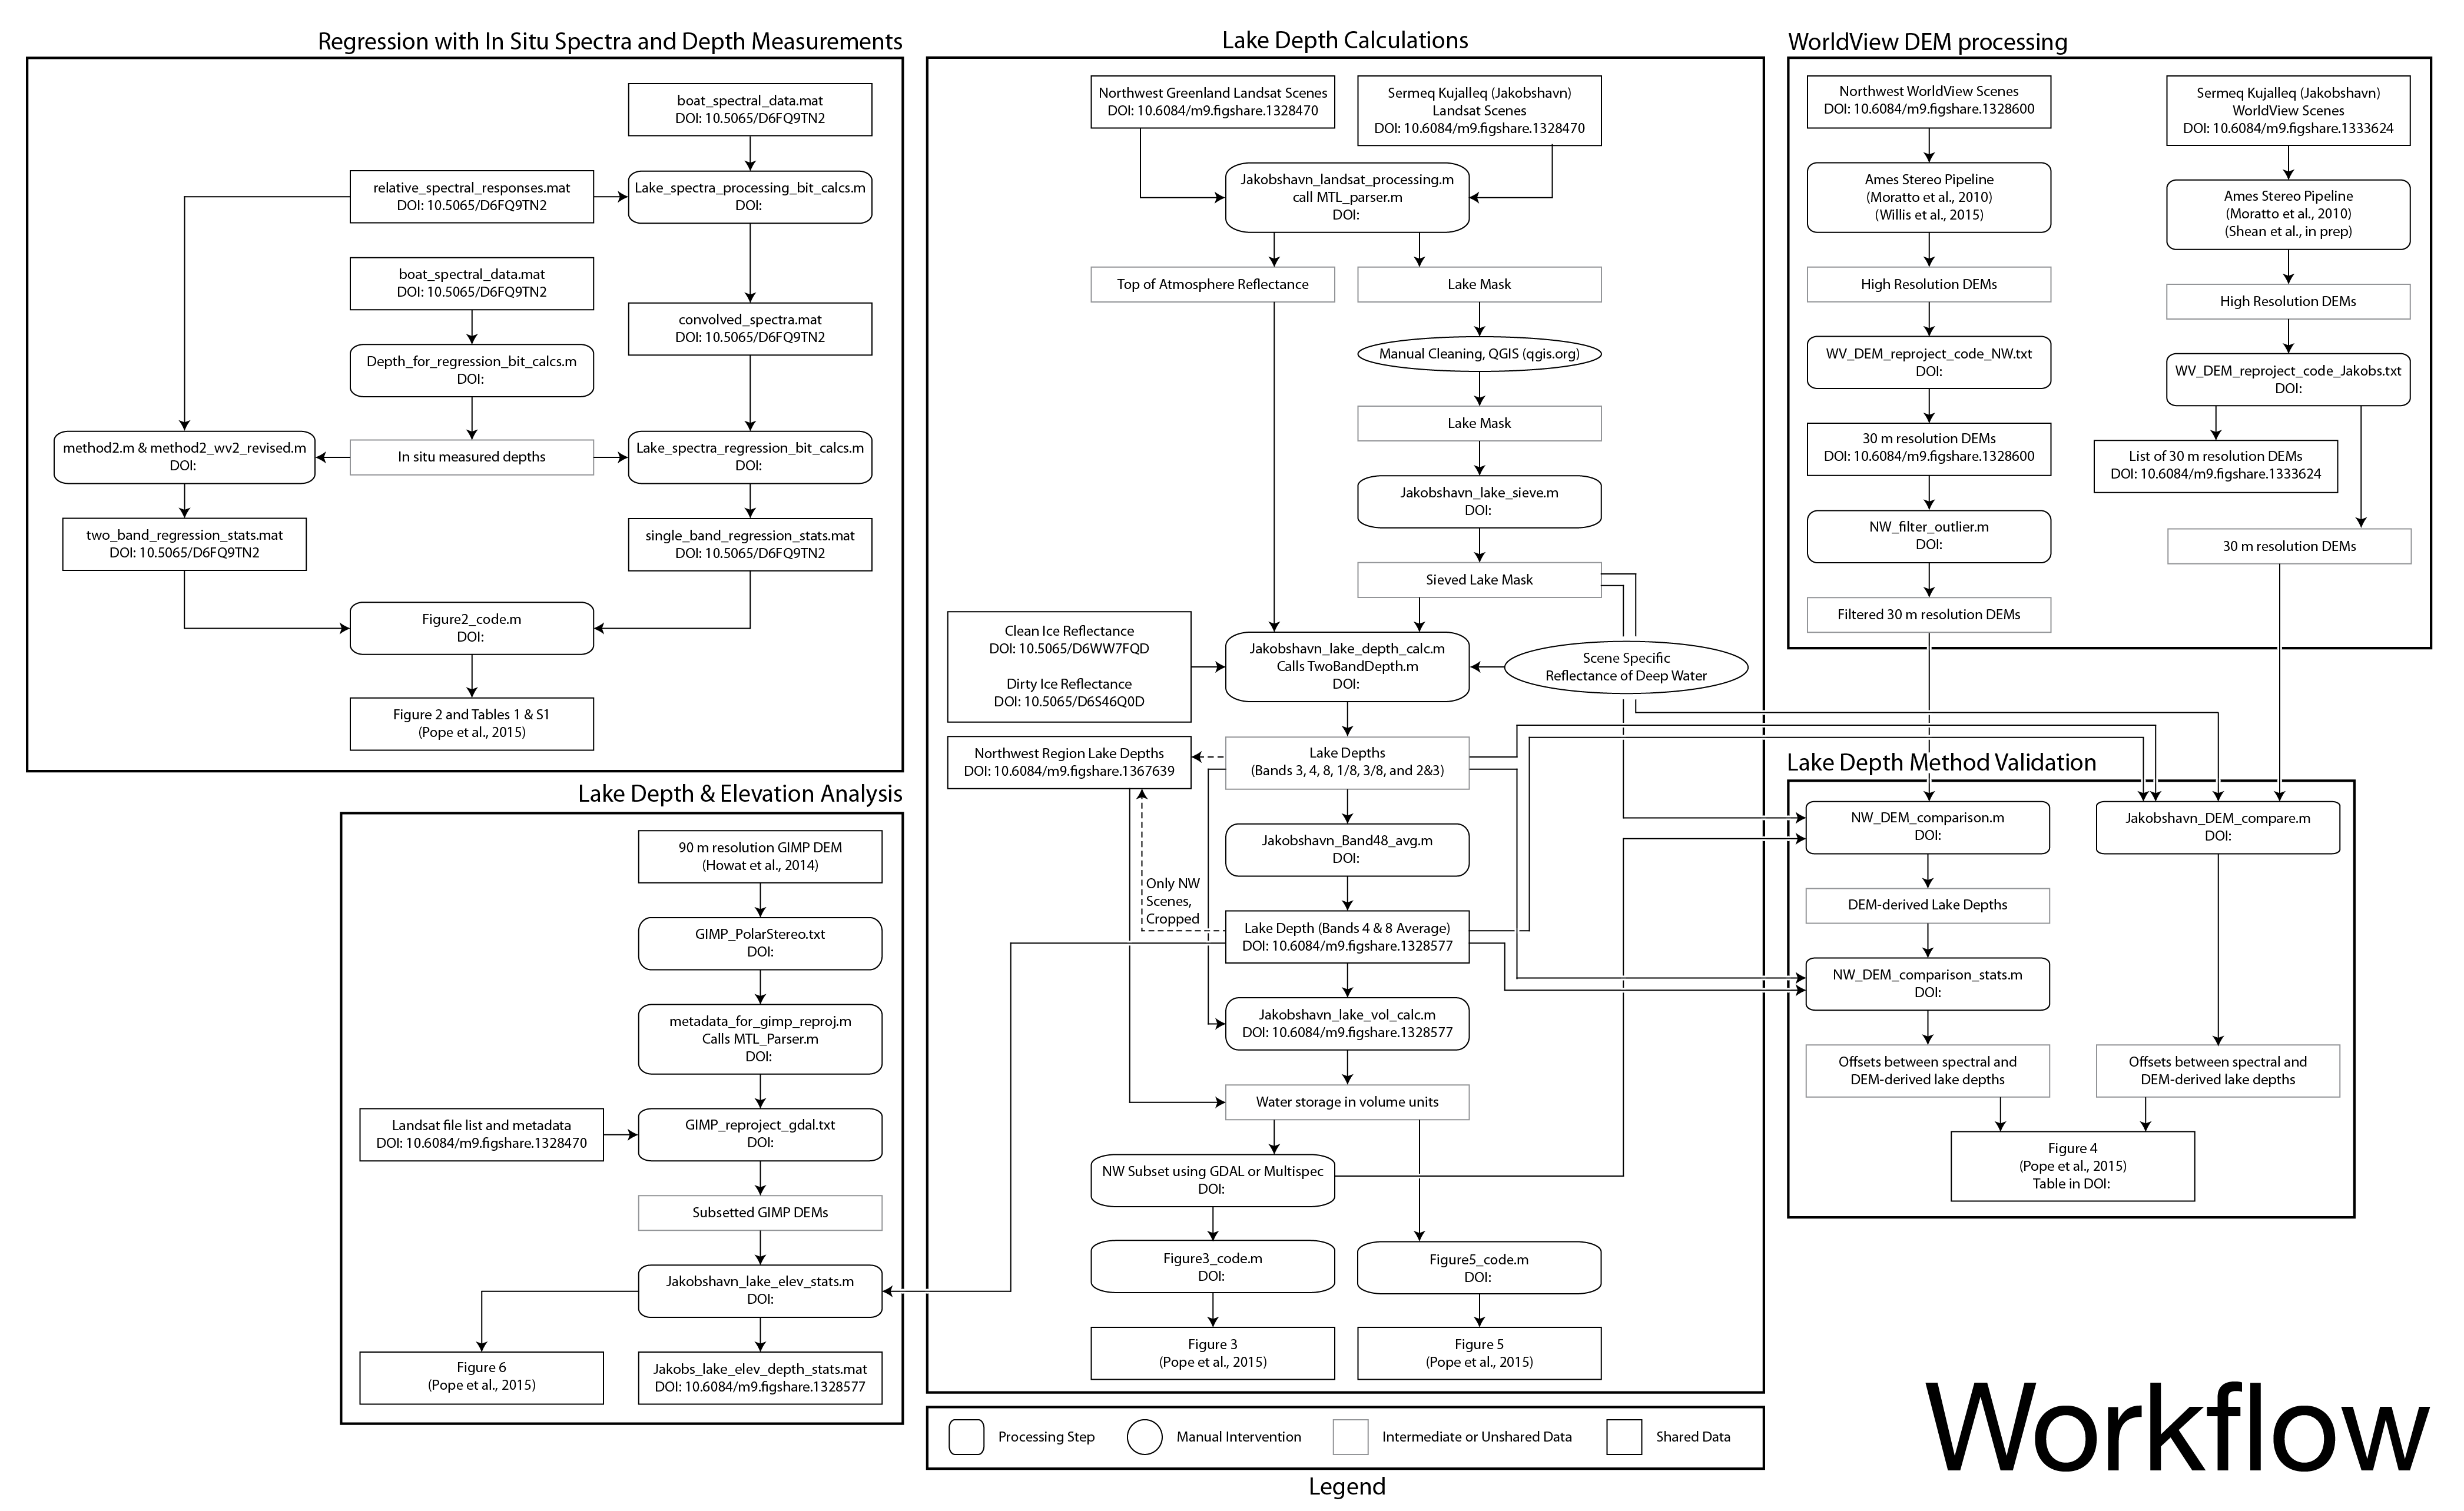 Regression with In Situ Spectra and Depth Measurements
boat_spectral_data.mat
DOI: 10.5065/D6FQ9TN2
relative_spectral_responses.mat
DOI: 10.5065/D6FQ9TN2
Lake_spectra_processing_bit_calcs.m
DOI:
boat_spectral_data.mat
DOI: 10.5065/D6FQ9TN2
convolved_spectra.mat
DOI: 10.5065/D6FQ9TN2
Depth_for_regression_bit_calcs.m
DOI:
method2.m & method2_wv2_revised.m
DOI:
In situ measured depths
Lake_spectra_regression_bit_calcs.m
DOI:
two_band_regression_stats.mat
DOI: 10.5065/D6FQ9TN2
single_band_regression_stats.mat
DOI: 10.5065/D6FQ9TN2
Figure2_code.m
DOI:
Figure 2 and Tables 1 & S1
(Pope et al., 2015)
Lake Depth & Elevation Analysis
90 m resolution GIMP DEM
(Howat et al., 2014)
GIMP_PolarStereo.txt
DOI:
metadata_for_gimp_reproj.m
Calls MTL_Parser.m
DOI:
Landsat file list and metadata
DOI: 10.6084/m9.figshare.1328470
GIMP_reproject_gdal.txt
DOI:
Subsetted GIMP DEMs
Jakobshavn_lake_elev_stats.m
DOI:
Figure 6
(Pope et al., 2015)
Jakobs_lake_elev_depth_stats.mat
DOI: 10.6084/m9.figshare.1328577
Lake Depth Calculations
Northwest Greenland Landsat Scenes
DOI: 10.6084/m9.figshare.1328470
Sermeq Kujalleq (Jakobshavn)
Landsat Scenes
DOI: 10.6084/m9.figshare.1328470
Jakobshavn_landsat_processing.m
call MTL_parser.m
DOI:
Top of Atmosphere Reflectance
Lake Mask
Manual Cleaning, QGIS (qgis.org)
Lake Mask
Jakobshavn_lake_sieve.m
DOI:
Sieved Lake Mask
Clean Ice Reflectance
DOI: 10.5065/D6WW7FQD
Dirty Ice Reflectance
DOI: 10.5065/D6S46Q0D
Jakobshavn_lake_depth_calc.m
Calls TwoBandDepth.m
DOI:
Scene Specific
Reflectance of Deep Water
Northwest Region Lake Depths
DOI: 10.6084/m9.figshare.1367639
Lake Depths
(Bands 3, 4, 8, 1/8, 3/8, and 2&3)
Jakobshavn_Band48_avg.m
DOI:
Only NW
Scenes,
Cropped
Lake Depth (Bands 4 & 8 Average)
DOI: 10.6084/m9.figshare.1328577
Jakobshavn_lake_vol_calc.m
DOI: 10.6084/m9.figshare.1328577
Water storage in volume units
NW Subset using GDAL or Multispec
DOI:
Figure3_code.m
DOI:
Figure5_code.m
DOI:
Figure 3
(Pope et al., 2015)
Figure 5
(Pope et al., 2015)
WorldView DEM processing
Northwest WorldView Scenes
DOI: 10.6084/m9.figshare.1328600
Sermeq Kujalleq (Jakobshavn)
WorldView Scenes
DOI: 10.6084/m9.figshare.1333624
Ames Stereo Pipeline
(Moratto et al., 2010)
(Willis et al., 2015)
Ames Stereo Pipeline
(Moratto et al., 2010)
(Shean et al., in prep)
High Resolution DEMs
High Resolution DEMs
WV_DEM_reproject_code_NW.txt
DOI:
WV_DEM_reproject_code_Jakobs.txt
DOI:
30 m resolution DEMs
DOI: 10.6084/m9.figshare.1328600
List of 30 m resolution DEMs
DOI: 10.6084/m9.figshare.1333624
NW_filter_outlier.m
DOI:
30 m resolution DEMs
Filtered 30 m resolution DEMs
Lake Depth Method Validation
NW_DEM_comparison.m
DOI:
Jakobshavn_DEM_compare.m
DOI:
DEM-derived Lake Depths
NW_DEM_comparison_stats.m
DOI:
Offsets between spectral and
DEM-derived lake depths
Offsets between spectral and
DEM-derived lake depths
Figure 4
(Pope et al., 2015)
Table in DOI:
Processing Step
Manual Intervention
Intermediate or Unshared Data
Shared Data
Legend
Workflow